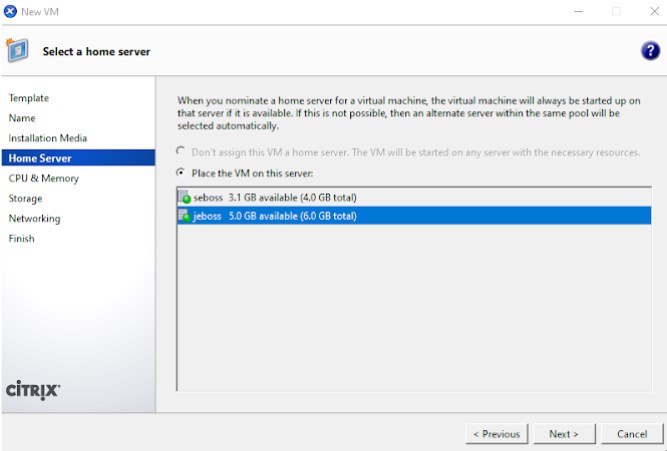 New VM
Select a home server
Template
Name
Installation Media
Home Server
CPU & Memory
Storage
Networking
Finish
When you nominate a home server for a virtual machine, the virtual machine will always be started up on
that server if it is available. If this is not possible, then an alternate server within the same pool will be
selected automatically.
Don't assign this VM a home server. The VM will be started on any server with the necessary resources.
Place the VM on this server:
seboss 3.1 GB available (4.0 GB total)
jeboss 5.0 GB available (6.0 GB total)
CITRIX
< Previous Next > Cancel